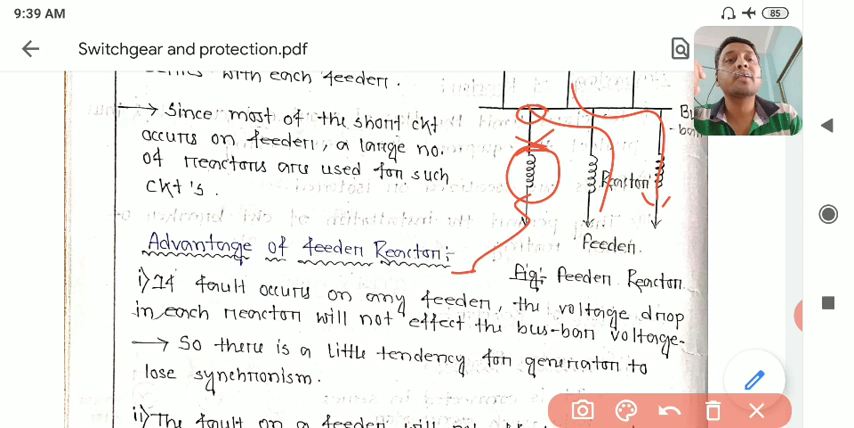 9:39 AM
85
Switchgear and protection.pdf
with each feeder.
→ Since most of the short ckt
occurs on feeder, a large no.
of reactors are used for such
ckt's.
Reactor
Feeder.
Fig:- Feeder Reactor
Advantage of feeder Reactor:-
i) If fault occurs on any feeder, the voltage drop
in each reactor will not effect the bus-bar voltage.
→ So there is a little tendency for generator to
lose synchronism.
ii) The fault on a feeder will not